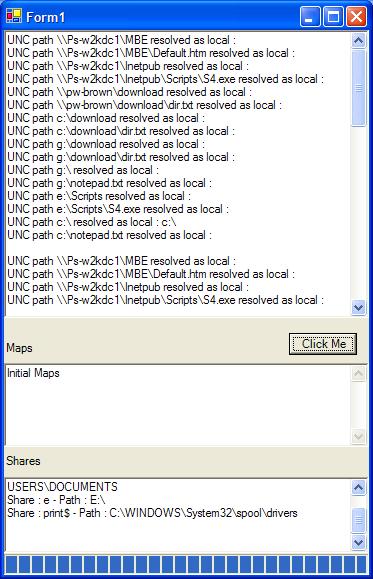 Form1
UNC path \\Ps-w2kdc1\MBE resolved as local :
UNC path \\Ps-w2kdc1\MBE\Default.htm resolved as local :
UNC path \\Ps-w2kdc1\Inetpub resolved as local :
UNC path \\Ps-w2kdc1\Inetpub\Scripts\S4.exe resolved as local :
UNC path \\pw-brown\download resolved as local :
UNC path \\pw-brown\download\dir.txt resolved as local :
UNC path c:\download resolved as local :
UNC path c:\download\dir.txt resolved as local :
UNC path g:\download resolved as local :
UNC path g:\download\dir.txt resolved as local :
UNC path g:\ resolved as local :
UNC path g:\notepad.txt resolved as local :
UNC path e:\Scripts resolved as local :
UNC path e:\Scripts\S4.exe resolved as local :
UNC path c:\ resolved as local : c:\
UNC path c:\notepad.txt resolved as local :
UNC path \\Ps-w2kdc1\MBE resolved as local :
UNC path \\Ps-w2kdc1\MBE\Default.htm resolved as local :
UNC path \\Ps-w2kdc1\Inetpub resolved as local :
UNC path \\Ps-w2kdc1\Inetpub\Scripts\S4.exe resolved as local :
Click Me
Maps
Initial Maps
Shares
USERS\DOCUMENTS
Share : e - Path : E:\
Share : print$ - Path : C:\WINDOWS\System32\spool\drivers